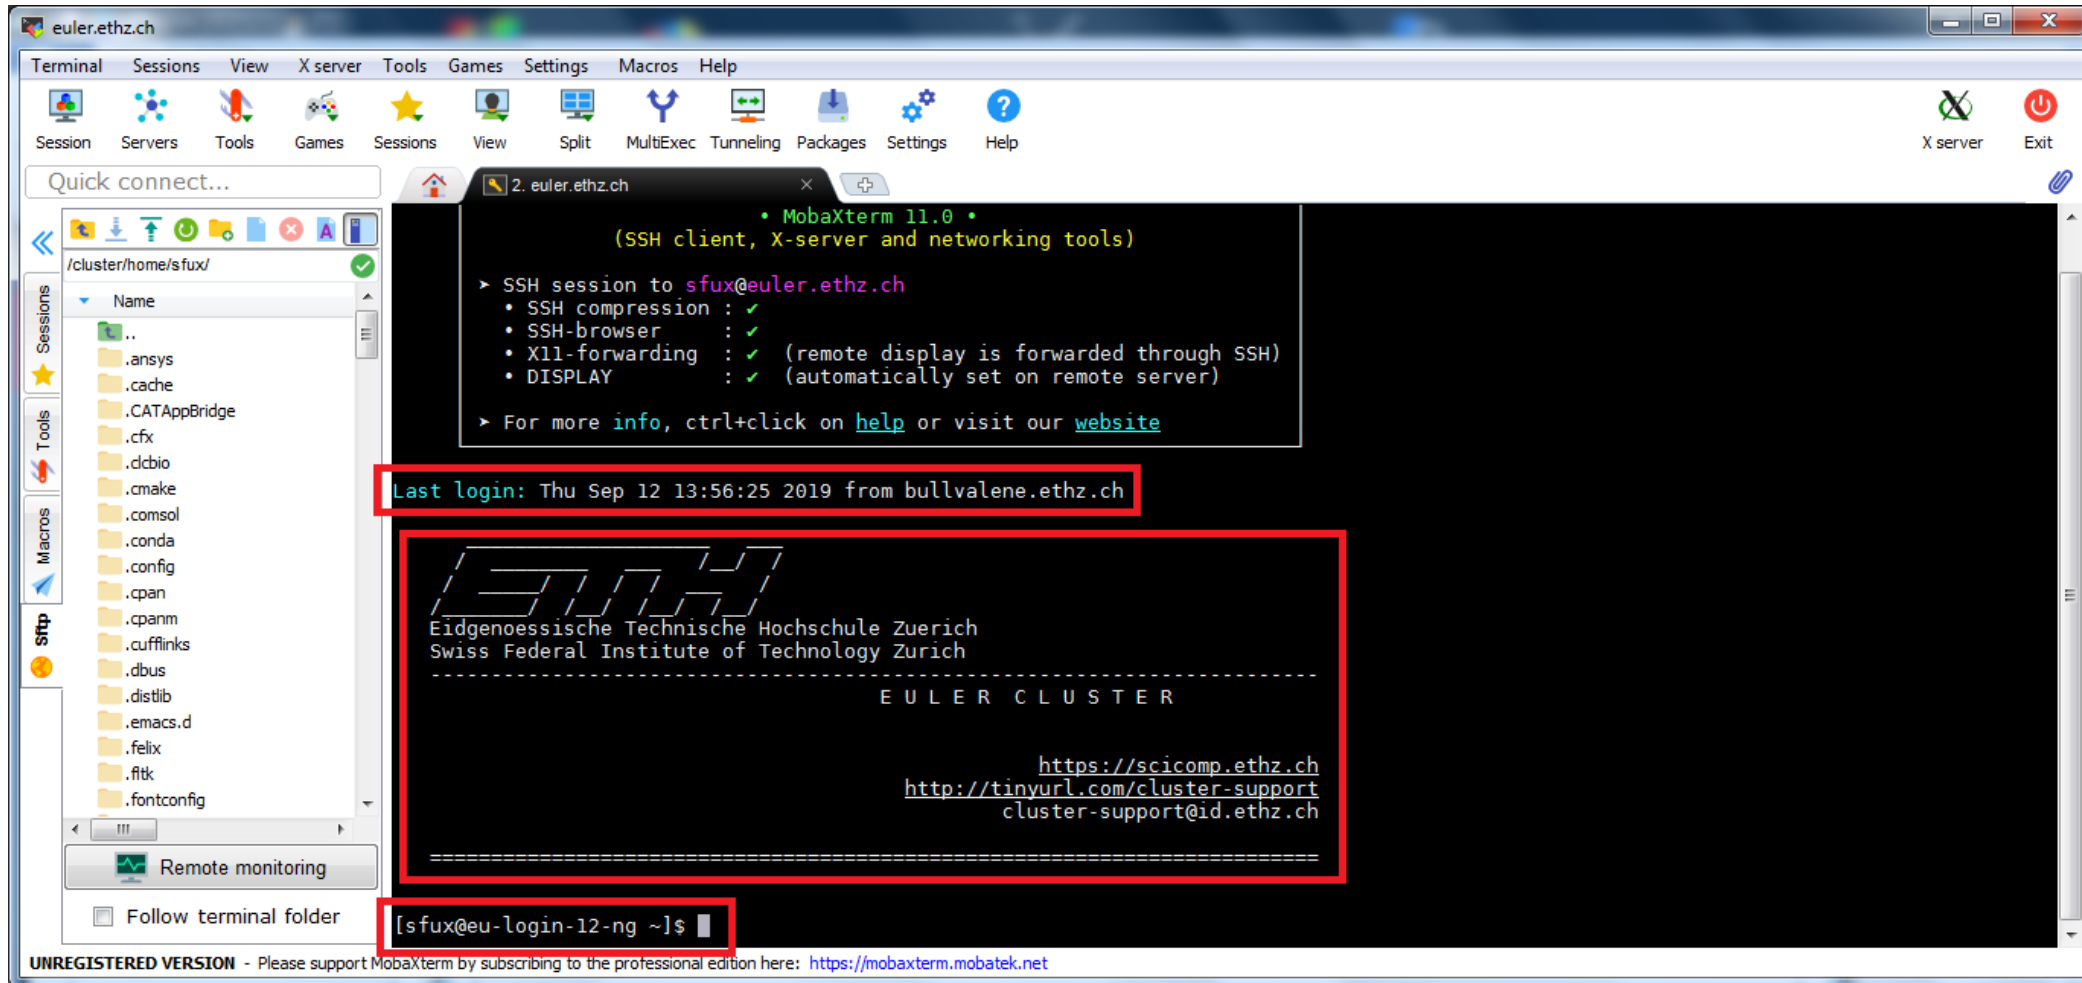 euler.ethz.ch
Terminal Sessions View X server Tools Games Settings Macros Help
Session Servers Tools Games Sessions View Split MultiExec Tunneling Packages Settings Help X server Exit
Quick connect...
2. euler.ethz.ch
/cluster/home/sfux/
Name
..
.ansys
.cache
.CATAppBridge
.cfx
.clcbio
.cmake
.comsol
.conda
.config
.cpan
.cpanm
.cufflinks
.dbus
.distlib
.emacs.d
.felix
.fltk
.fontconfig
Sessions
Tools
Macros
Sftp
Remote monitoring
Follow terminal folder
• MobaXterm 11.0 •
(SSH client, X-server and networking tools)
➤ SSH session to sfux@euler.ethz.ch
• SSH compression : ✔
• SSH-browser : ✔
• X11-forwarding : ✔ (remote display is forwarded through SSH)
• DISPLAY : ✔ (automatically set on remote server)
➤ For more info, ctrl+click on help or visit our website
Last login: Thu Sep 12 13:56:25 2019 from bullvalene.ethz.ch
ETH
Eidgenoessische Technische Hochschule Zuerich
Swiss Federal Institute of Technology Zurich
-------------------------------------------------------------------------
E U L E R C L U S T E R
https://scicomp.ethz.ch
http://tinyurl.com/cluster-support
cluster-support@id.ethz.ch
=========================================================================
[sfux@eu-login-12-ng ~]$
UNREGISTERED VERSION - Please support MobaXterm by subscribing to the professional edition here: https://mobaxterm.mobatek.net